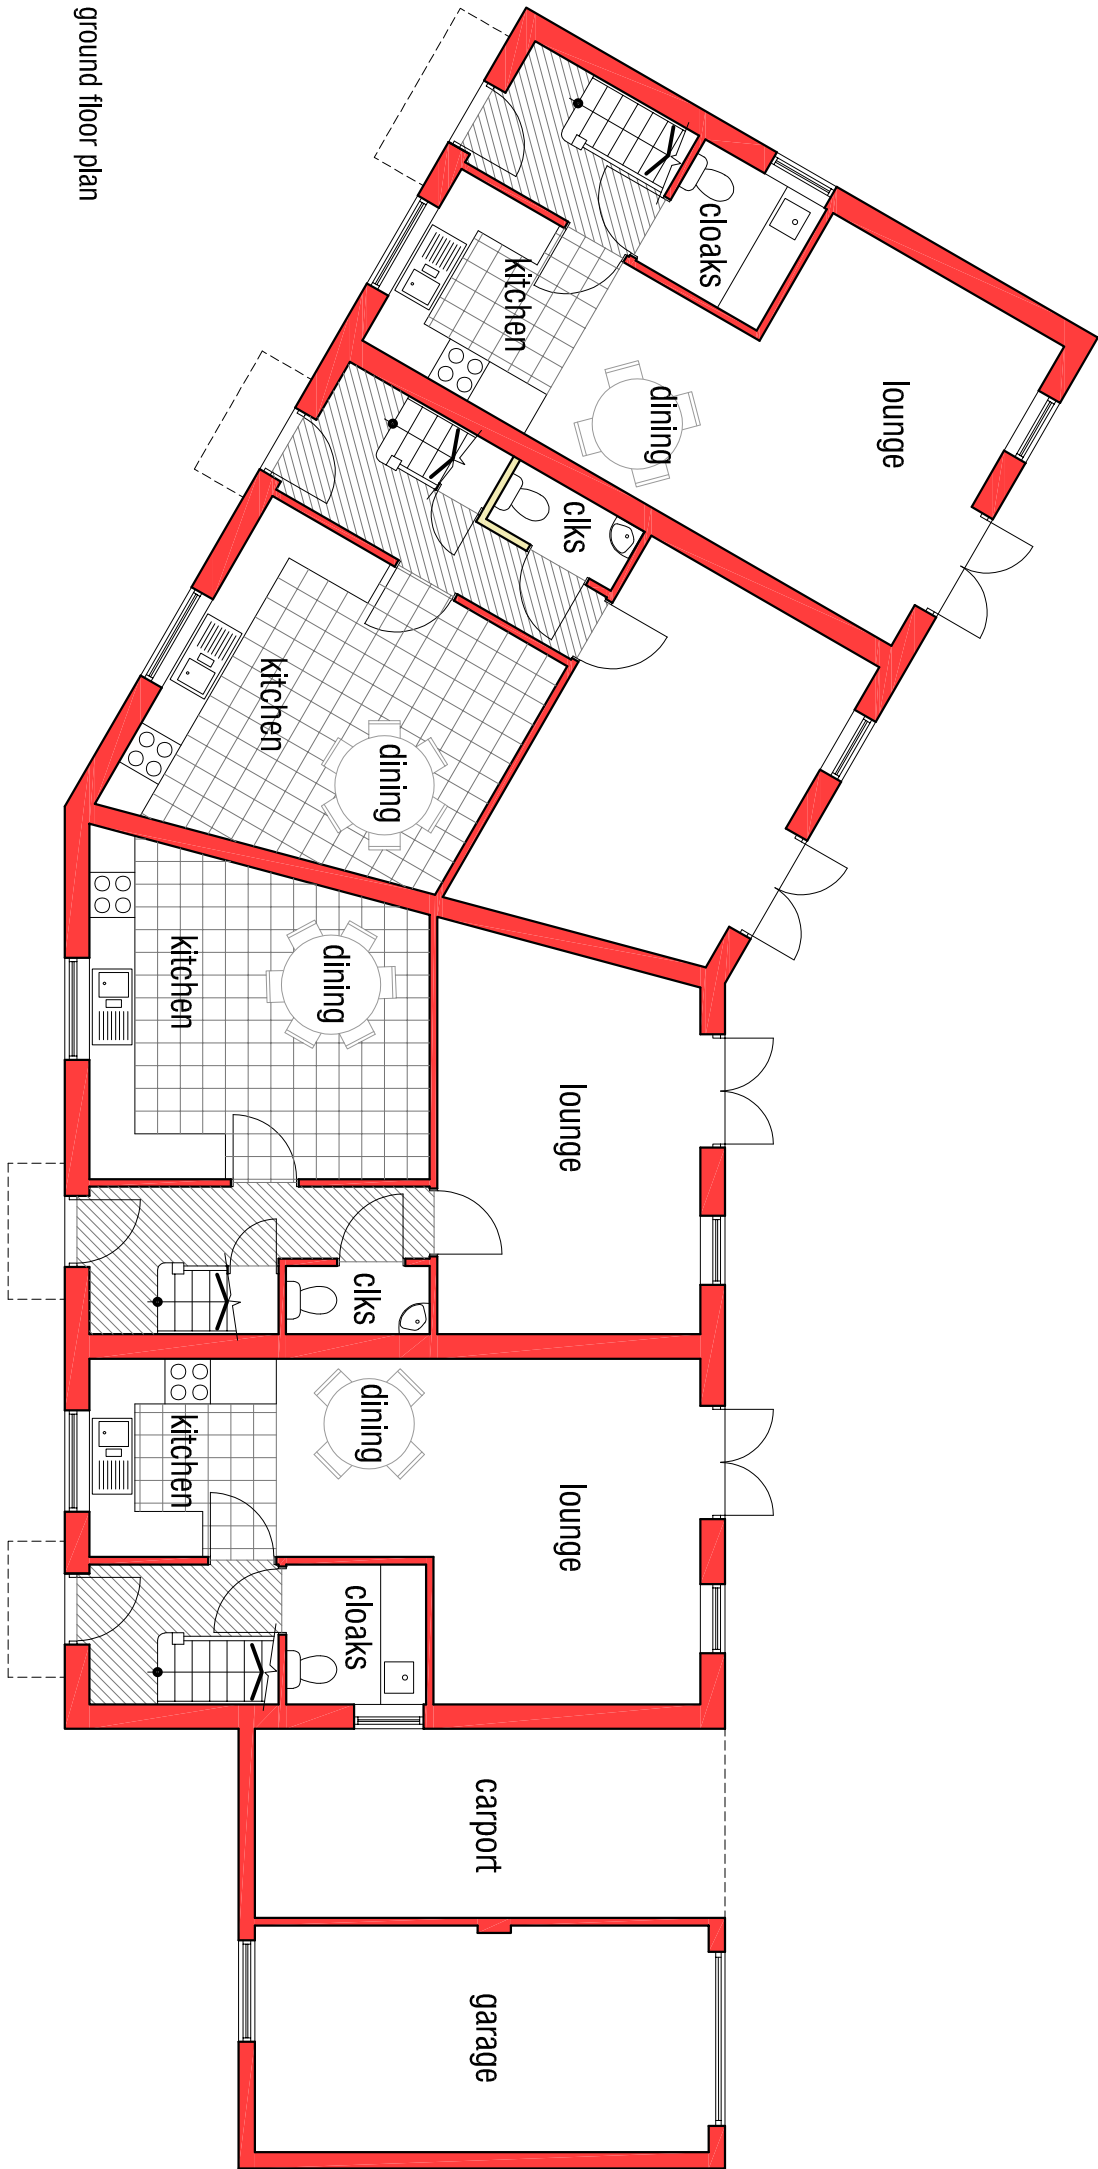 ground floor plan
cloaks
kitchen
dining
lounge
clks
kitchen
dining
kitchen
dining
lounge
clks
kitchen
dining
lounge
cloaks
carport
garage